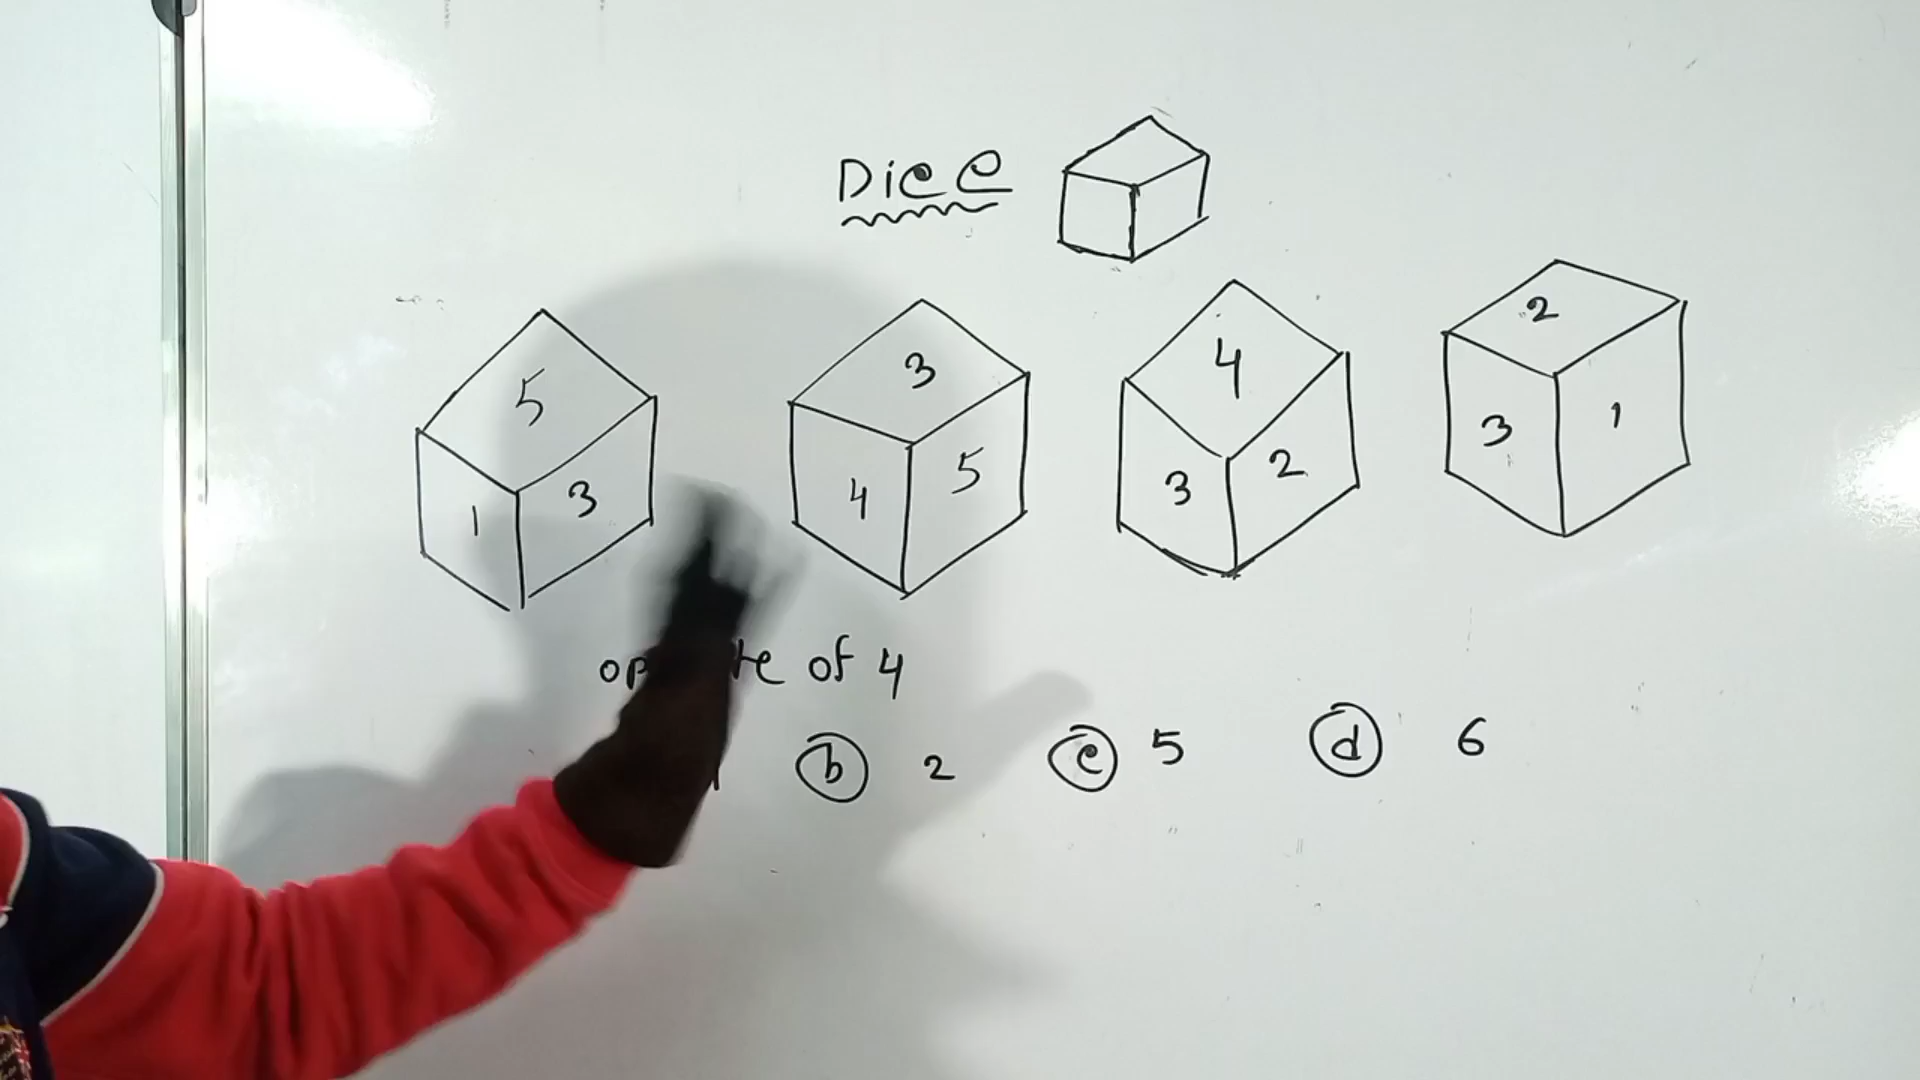 Dice
5 1 3
3 4 5
4 3 2
2 3 1
of 4
b 2 c 5 d 6